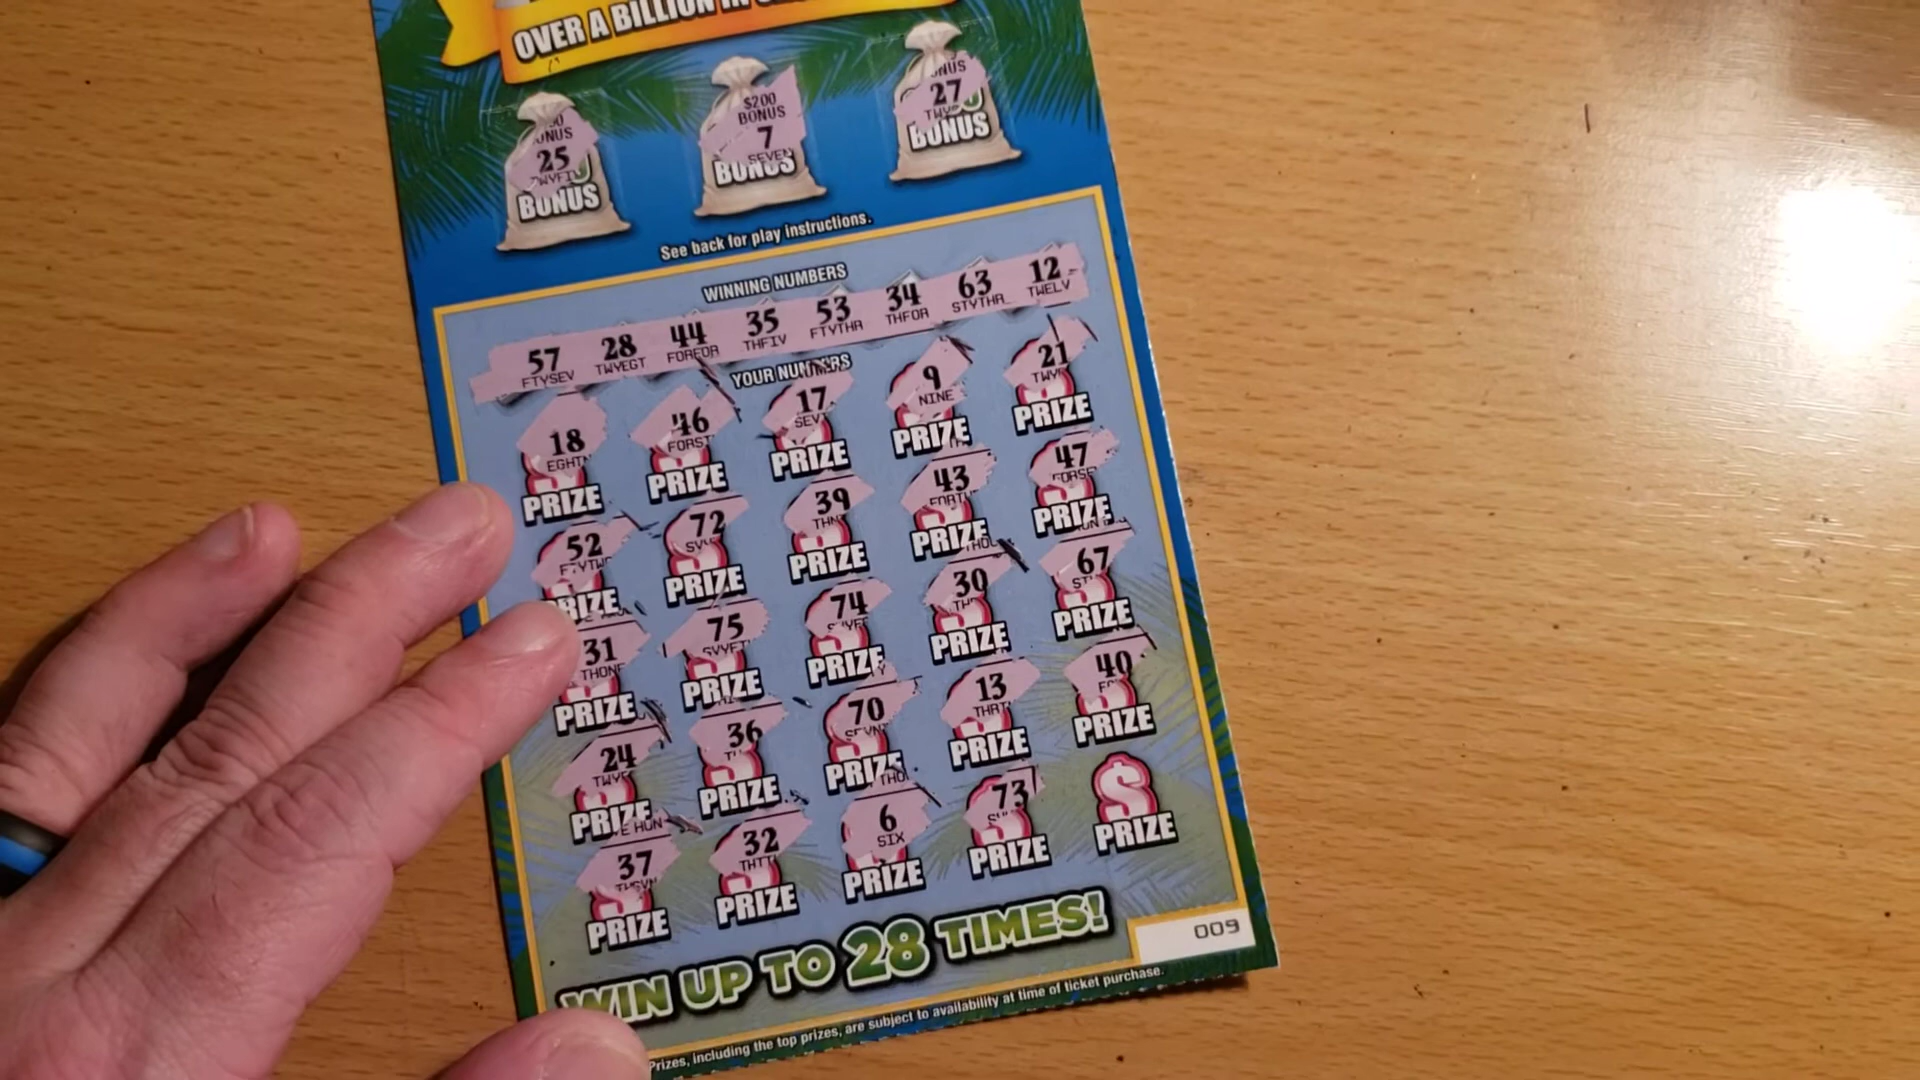 OVER A BILLION IN
BONUS
25
BONUS
$200
BONUS
7
SEVEN
BONUS
27
BONUS
See back for play instructions.
WINNING NUMBERS
57 28 44 35 53 34 63 12
FTYSEV TWYEGT FORFOR THFIV FTYTHR THFOR STYTHR TWELV
YOUR NUMBERS
18 46 17 9 21
NINE
PRIZE PRIZE PRIZE PRIZE PRIZE
52 72 39 43 47
PRIZE PRIZE PRIZE PRIZE PRIZE
31 75 74 30 67
THONE
PRIZE PRIZE PRIZE PRIZE PRIZE
24 36 70 13 40
PRIZE PRIZE PRIZE PRIZE PRIZE
37 32 6 73 $
SIX
PRIZE PRIZE PRIZE PRIZE PRIZE
WIN UP TO 28 TIMES!
009
Prizes, including the top prizes, are subject to availability at time of ticket purchase.